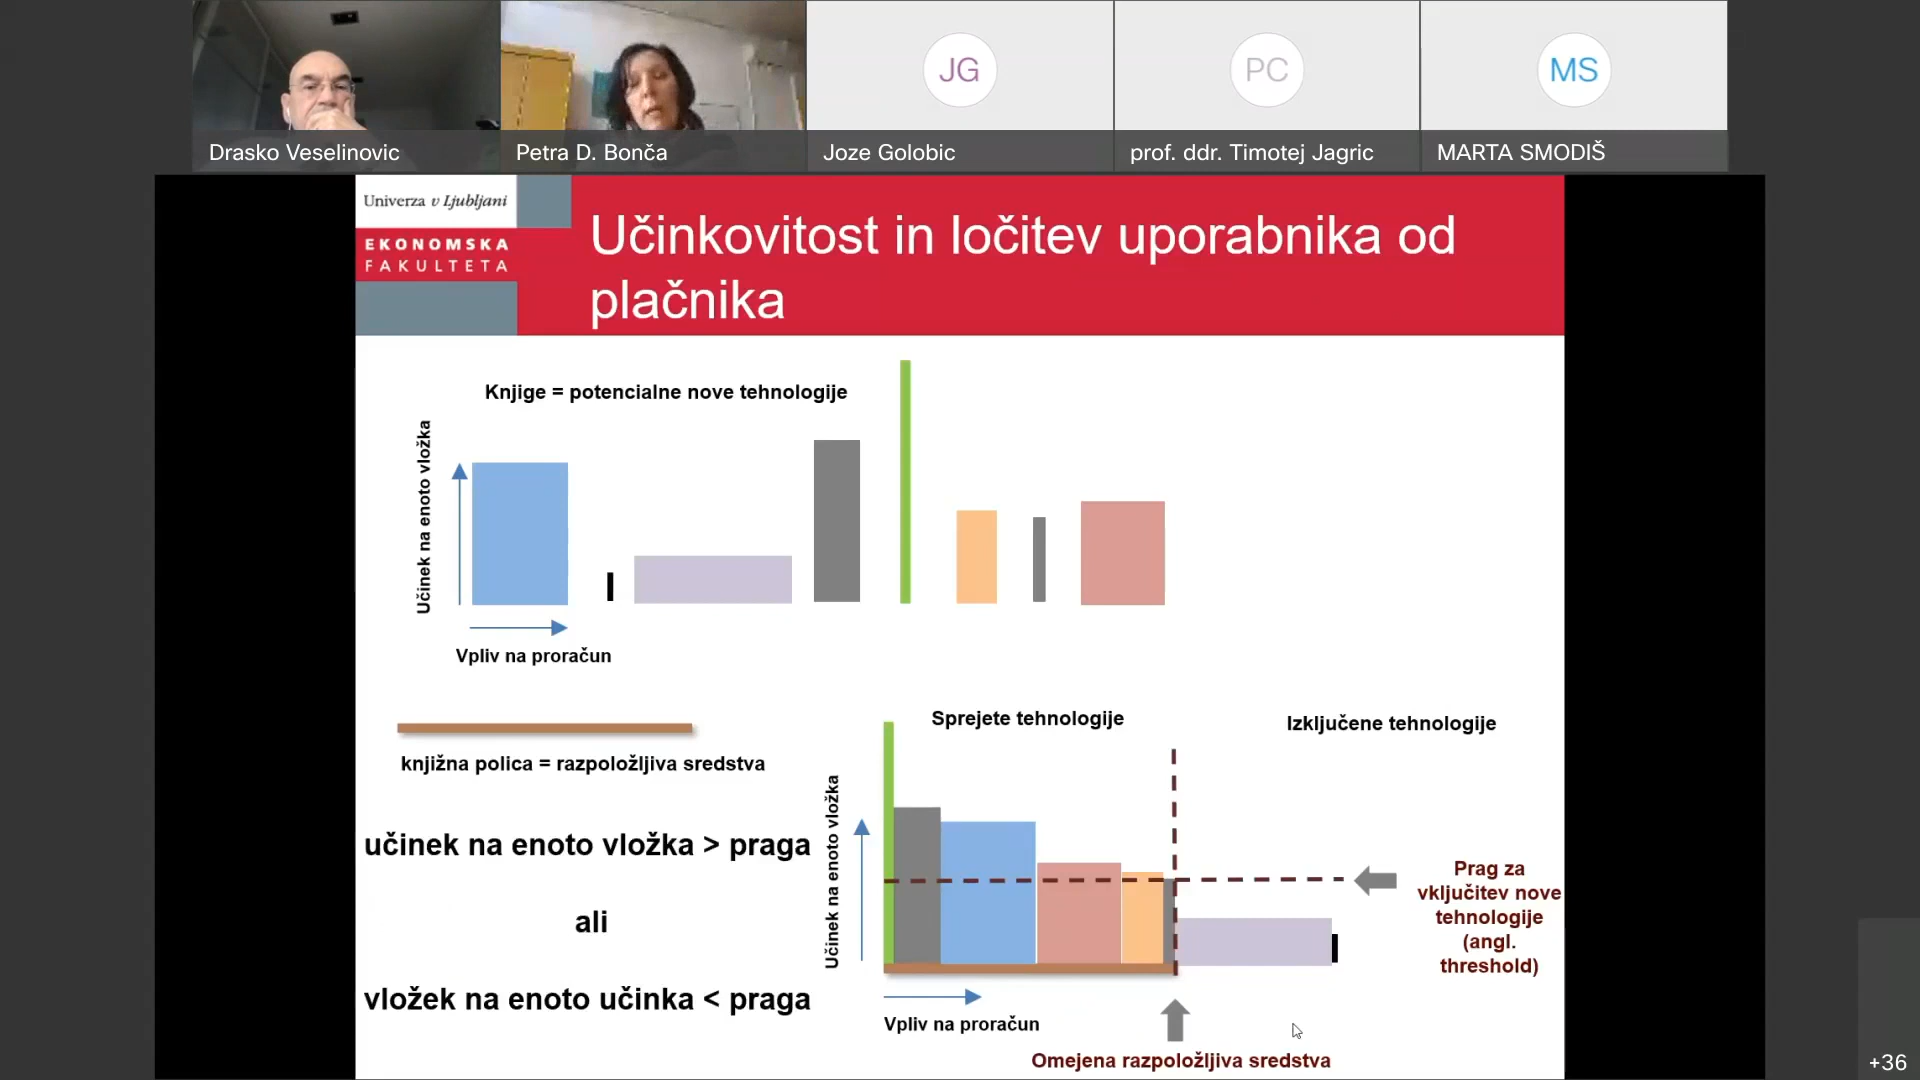 Drasko Veselinovic
Petra D. Bonča
JG
Joze Golobic
PC
prof. ddr. Timotej Jagric
MS
MARTA SMODIŠ
Univerza v Ljubljani
EKONOMSKA
FAKULTETA
Učinkovitost in ločitev uporabnika od
plačnika
Knjige = potencialne nove tehnologije
Učinek na enoto vložka
Vpliv na proračun
knjižna polica = razpoložljiva sredstva
učinek na enoto vložka > praga
ali
vložek na enoto učinka < praga
Sprejete tehnologije
Izključene tehnologije
Učinek na enoto vložka
Vpliv na proračun
Prag za
vključitev nove
tehnologije
(angl.
threshold)
Omejena razpoložljiva sredstva
+36